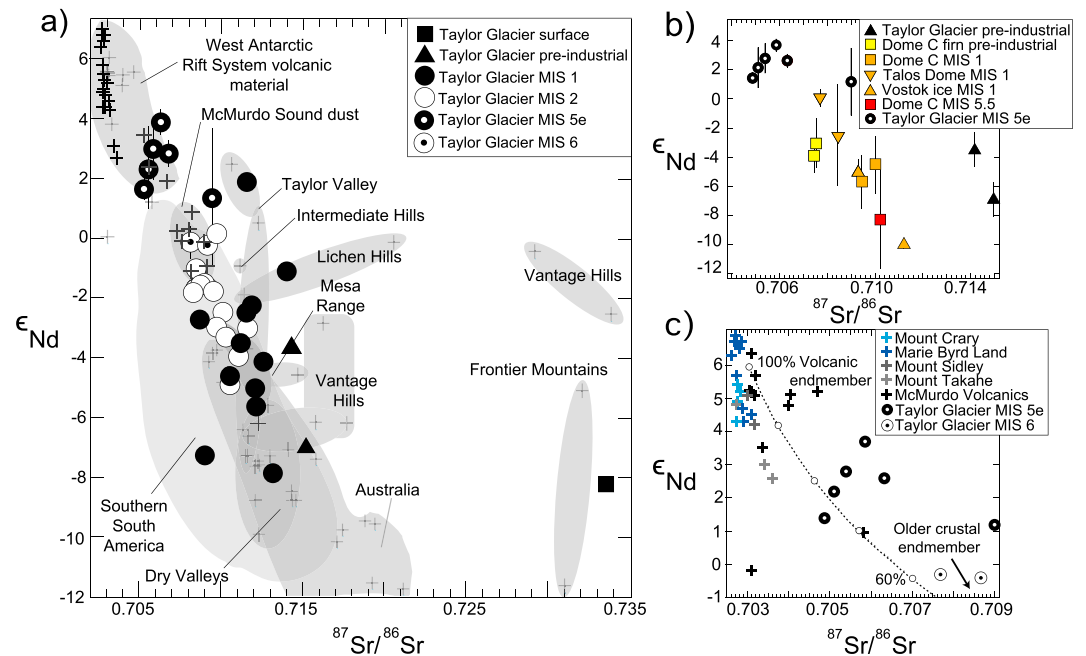 a)
West Antarctic
Rift System volcanic
material
McMurdo Sound dust
Taylor Valley
Intermediate Hills
Lichen Hills
Mesa
Range
Vantage
Hills
Vantage Hills
Frontier Mountains
Southern
South
America
Australia
Dry Valleys
Taylor Glacier surface
Taylor Glacier pre-industrial
Taylor Glacier MIS 1
Taylor Glacier MIS 2
Taylor Glacier MIS 5e
Taylor Glacier MIS 6
6
4
2
0
-2
-4
-6
-8
-10
-12
εNd
0.705
0.715
0.725
0.735
87Sr/86Sr
b)
Taylor Glacier pre-industrial
Dome C firn pre-industrial
Dome C MIS 1
Talos Dome MIS 1
Vostok ice MIS 1
Dome C MIS 5.5
Taylor Glacier MIS 5e
4
2
0
-2
-4
-6
-8
-10
-12
εNd
0.706
0.710
0.714
87Sr/86Sr
c)
Mount Crary
Marie Byrd Land
Mount Sidley
Mount Takahe
McMurdo Volcanics
Taylor Glacier MIS 5e
Taylor Glacier MIS 6
100% Volcanic
endmember
Older crustal
endmember
60%
6
5
4
3
2
1
0
-1
εNd
0.703
0.705
0.707
0.709
87Sr/86Sr